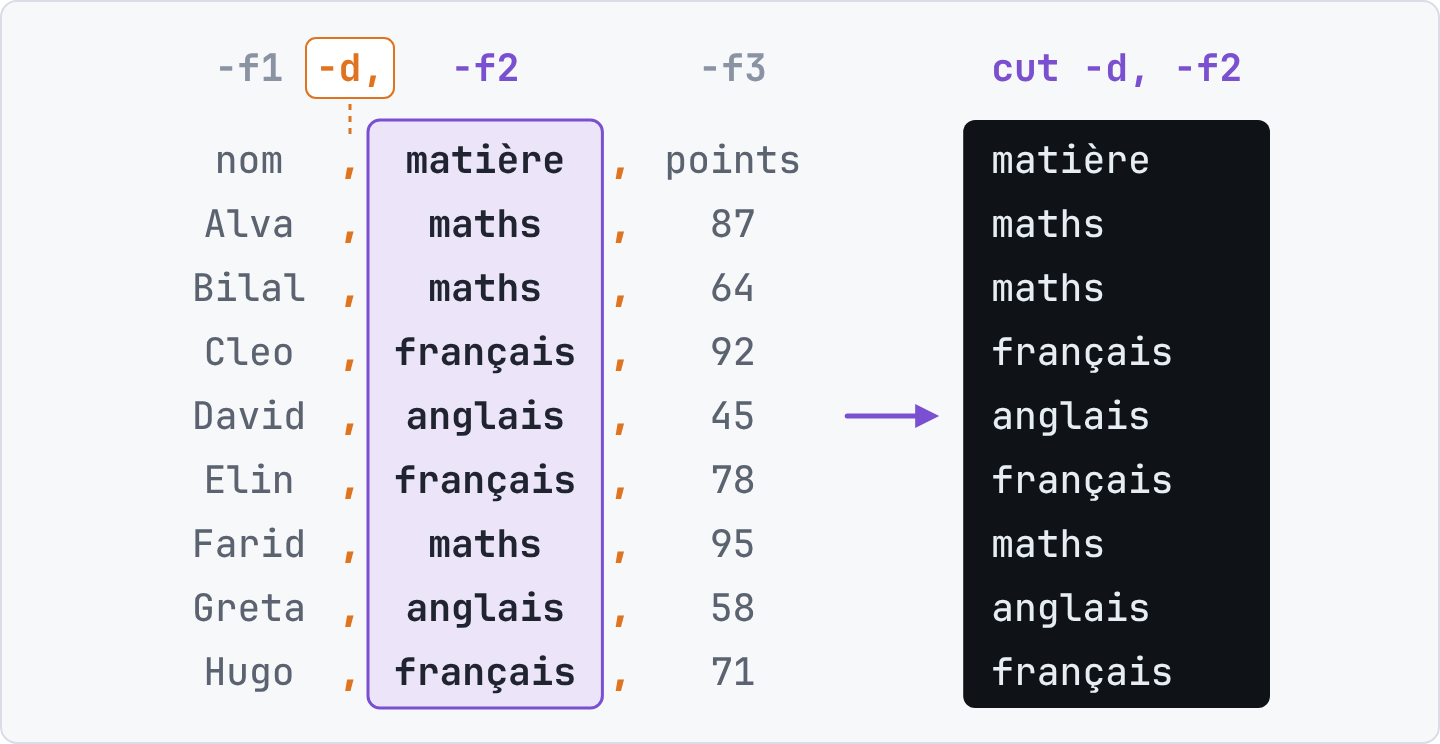 -f1 -d, -f2 -f3 cut -d, -f2
nom , matière , points matière
Alva , maths , 87 maths
Bilal , maths , 64 maths
Cleo , français , 92 français
David , anglais , 45 anglais
Elin , français , 78 français
Farid , maths , 95 maths
Greta , anglais , 58 anglais
Hugo , français , 71 français